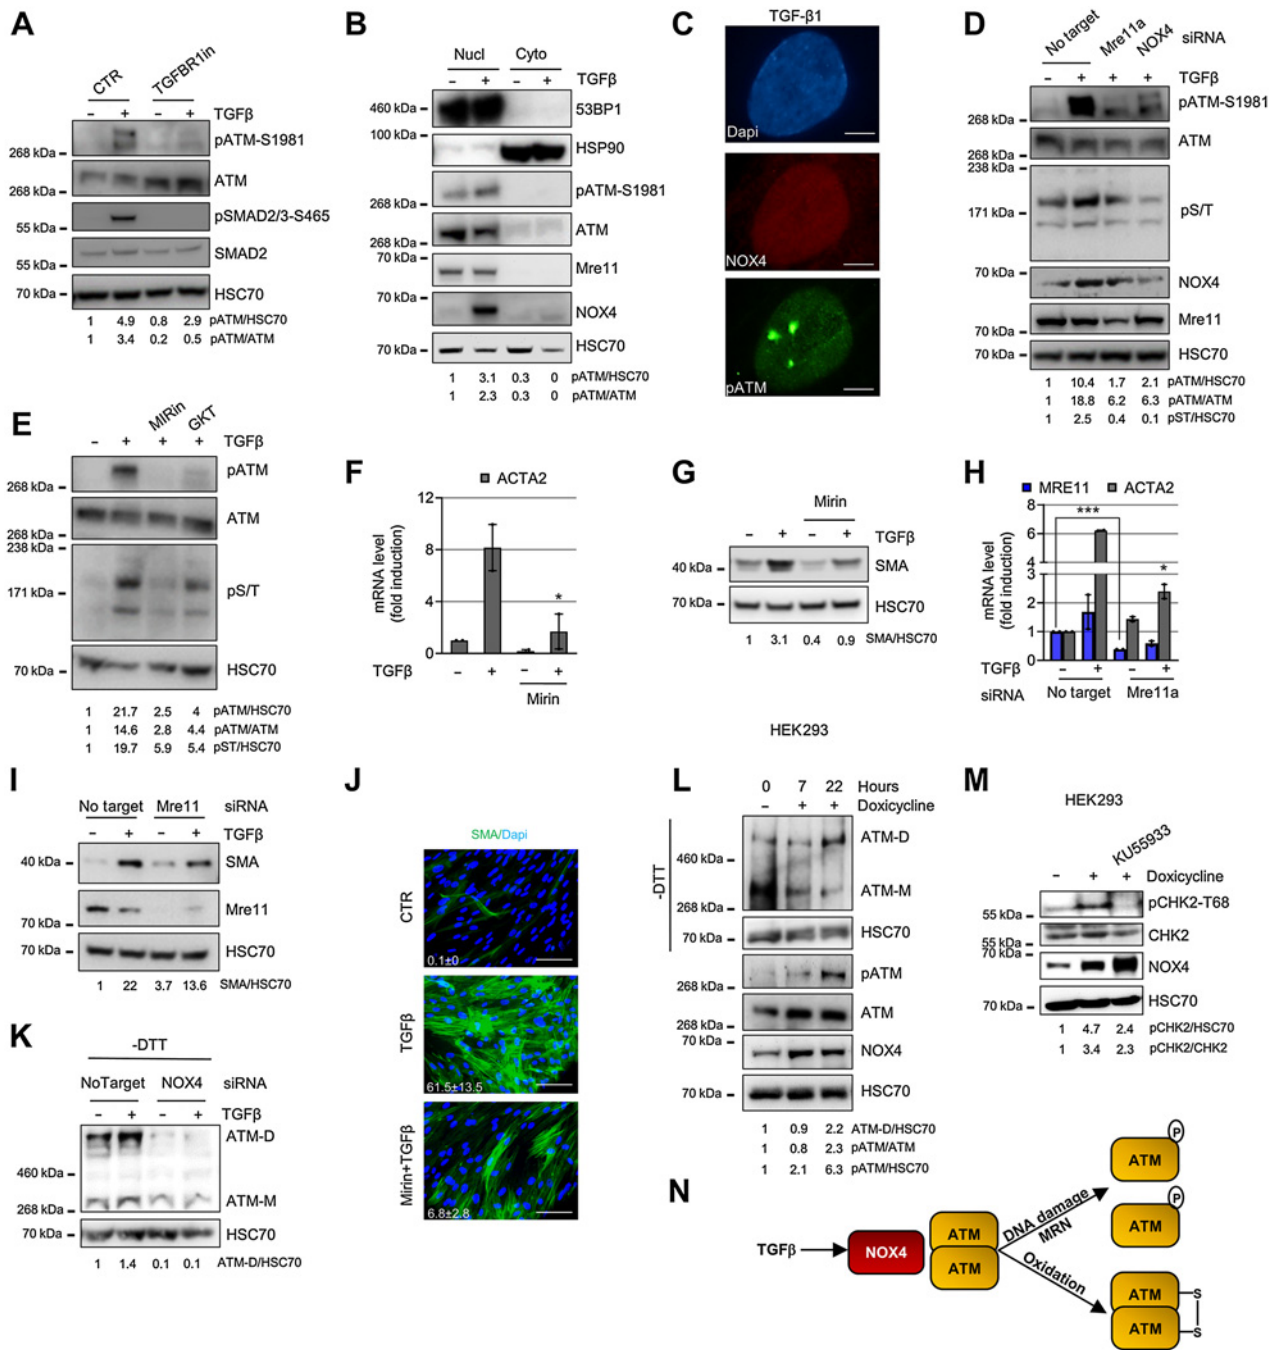 A
CTR TGFBR1in
– + – + TGFβ
pATM-S1981
268 kDa
ATM
268 kDa
pSMAD2/3-S465
55 kDa
SMAD2
55 kDa
70 kDa HSC70
1 4.9 0.8 2.9 pATM/HSC70
1 3.4 0.2 0.5 pATM/ATM
B
Nucl Cyto
– + – + TGFβ
460 kDa 53BP1
100 kDa
HSP90
pATM-S1981
268 kDa
ATM
268 kDa
70 kDa
Mre11
NOX4
70 kDa HSC70
1 3.1 0.3 0 pATM/HSC70
1 2.3 0.3 0 pATM/ATM
C
TGF-β1
Dapi
NOX4
pATM
D
No target Mre11a NOX4 siRNA
– + + + TGFβ
pATM-S1981
268 kDa
ATM
268 kDa
238 kDa
171 kDa pS/T
70 kDa
NOX4
Mre11
70 kDa
70 kDa HSC70
1 10.4 1.7 2.1 pATM/HSC70
1 18.8 6.2 6.3 pATM/ATM
1 2.5 0.4 0.1 pST/HSC70
E
MIRin GKT
– + + + TGFβ
pATM
268 kDa
ATM
268 kDa
238 kDa
171 kDa pS/T
70 kDa HSC70
1 21.7 2.5 4 pATM/HSC70
1 14.6 2.8 4.4 pATM/ATM
1 19.7 5.9 5.4 pST/HSC70
F
ACTA2
mRNA level
(fold induction)
12
8
4
0
*
TGFβ – + – +
Mirin
G
Mirin
– + – + TGFβ
40 kDa SMA
70 kDa HSC70
1 3.1 0.4 0.9 SMA/HSC70
H
MRE11 ACTA2
mRNA level
(fold induction)
8
6
4
3
2
1
0
***
*
TGFβ – + – +
siRNA No target Mre11a
I
No target Mre11 siRNA
– + – + TGFβ
40 kDa SMA
Mre11
70 kDa
70 kDa HSC70
1 22 3.7 13.6 SMA/HSC70
J
SMA/Dapi
CTR
0.1±0
TGFβ
61.5±13.5
Mirin+TGFβ
6.8±2.8
K
-DTT
NoTarget NOX4 siRNA
– + – + TGFβ
ATM-D
460 kDa
ATM-M
268 kDa
70 kDa HSC70
1 1.4 0.1 0.1 ATM-D/HSC70
HEK293
L
0 7 22 Hours
– + + Doxicycline
-DTT
ATM-D
460 kDa
ATM-M
268 kDa
70 kDa HSC70
pATM
268 kDa
ATM
268 kDa
70 kDa
NOX4
70 kDa HSC70
1 0.9 2.2 ATM-D/HSC70
1 0.8 2.3 pATM/ATM
1 2.1 6.3 pATM/HSC70
M
HEK293
KU55933
– + + Doxicycline
pCHK2-T68
55 kDa
CHK2
55 kDa
70 kDa
NOX4
70 kDa HSC70
1 4.7 2.4 pCHK2/HSC70
1 3.4 2.3 pCHK2/CHK2
N
TGFβ
NOX4
ATM
ATM
DNA damage
MRN
Oxidation
P
ATM
P
ATM
ATM S
ATM S